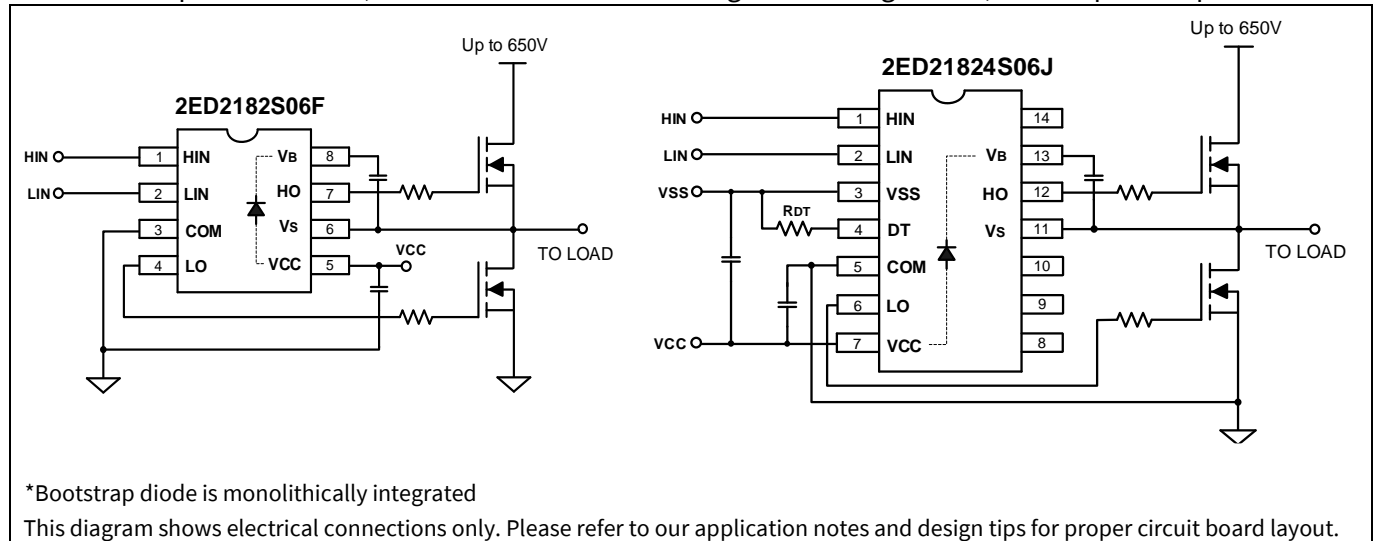 Up to 650V
2ED2182S06F
HIN
LIN
1 HIN
2 LIN
3 COM
4 LO
VB 8
HO 7
Vs 6
VCC 5
VCC
TO LOAD
Up to 650V
2ED21824S06J
HIN
LIN
VSS
RDT
VCC
1 HIN
2 LIN
3 VSS
4 DT
5 COM
6 LO
7 VCC
14
VB 13
HO 12
Vs 11
10
9
8
TO LOAD
*Bootstrap diode is monolithically integrated
This diagram shows electrical connections only. Please refer to our application notes and design tips for proper circuit board layout.